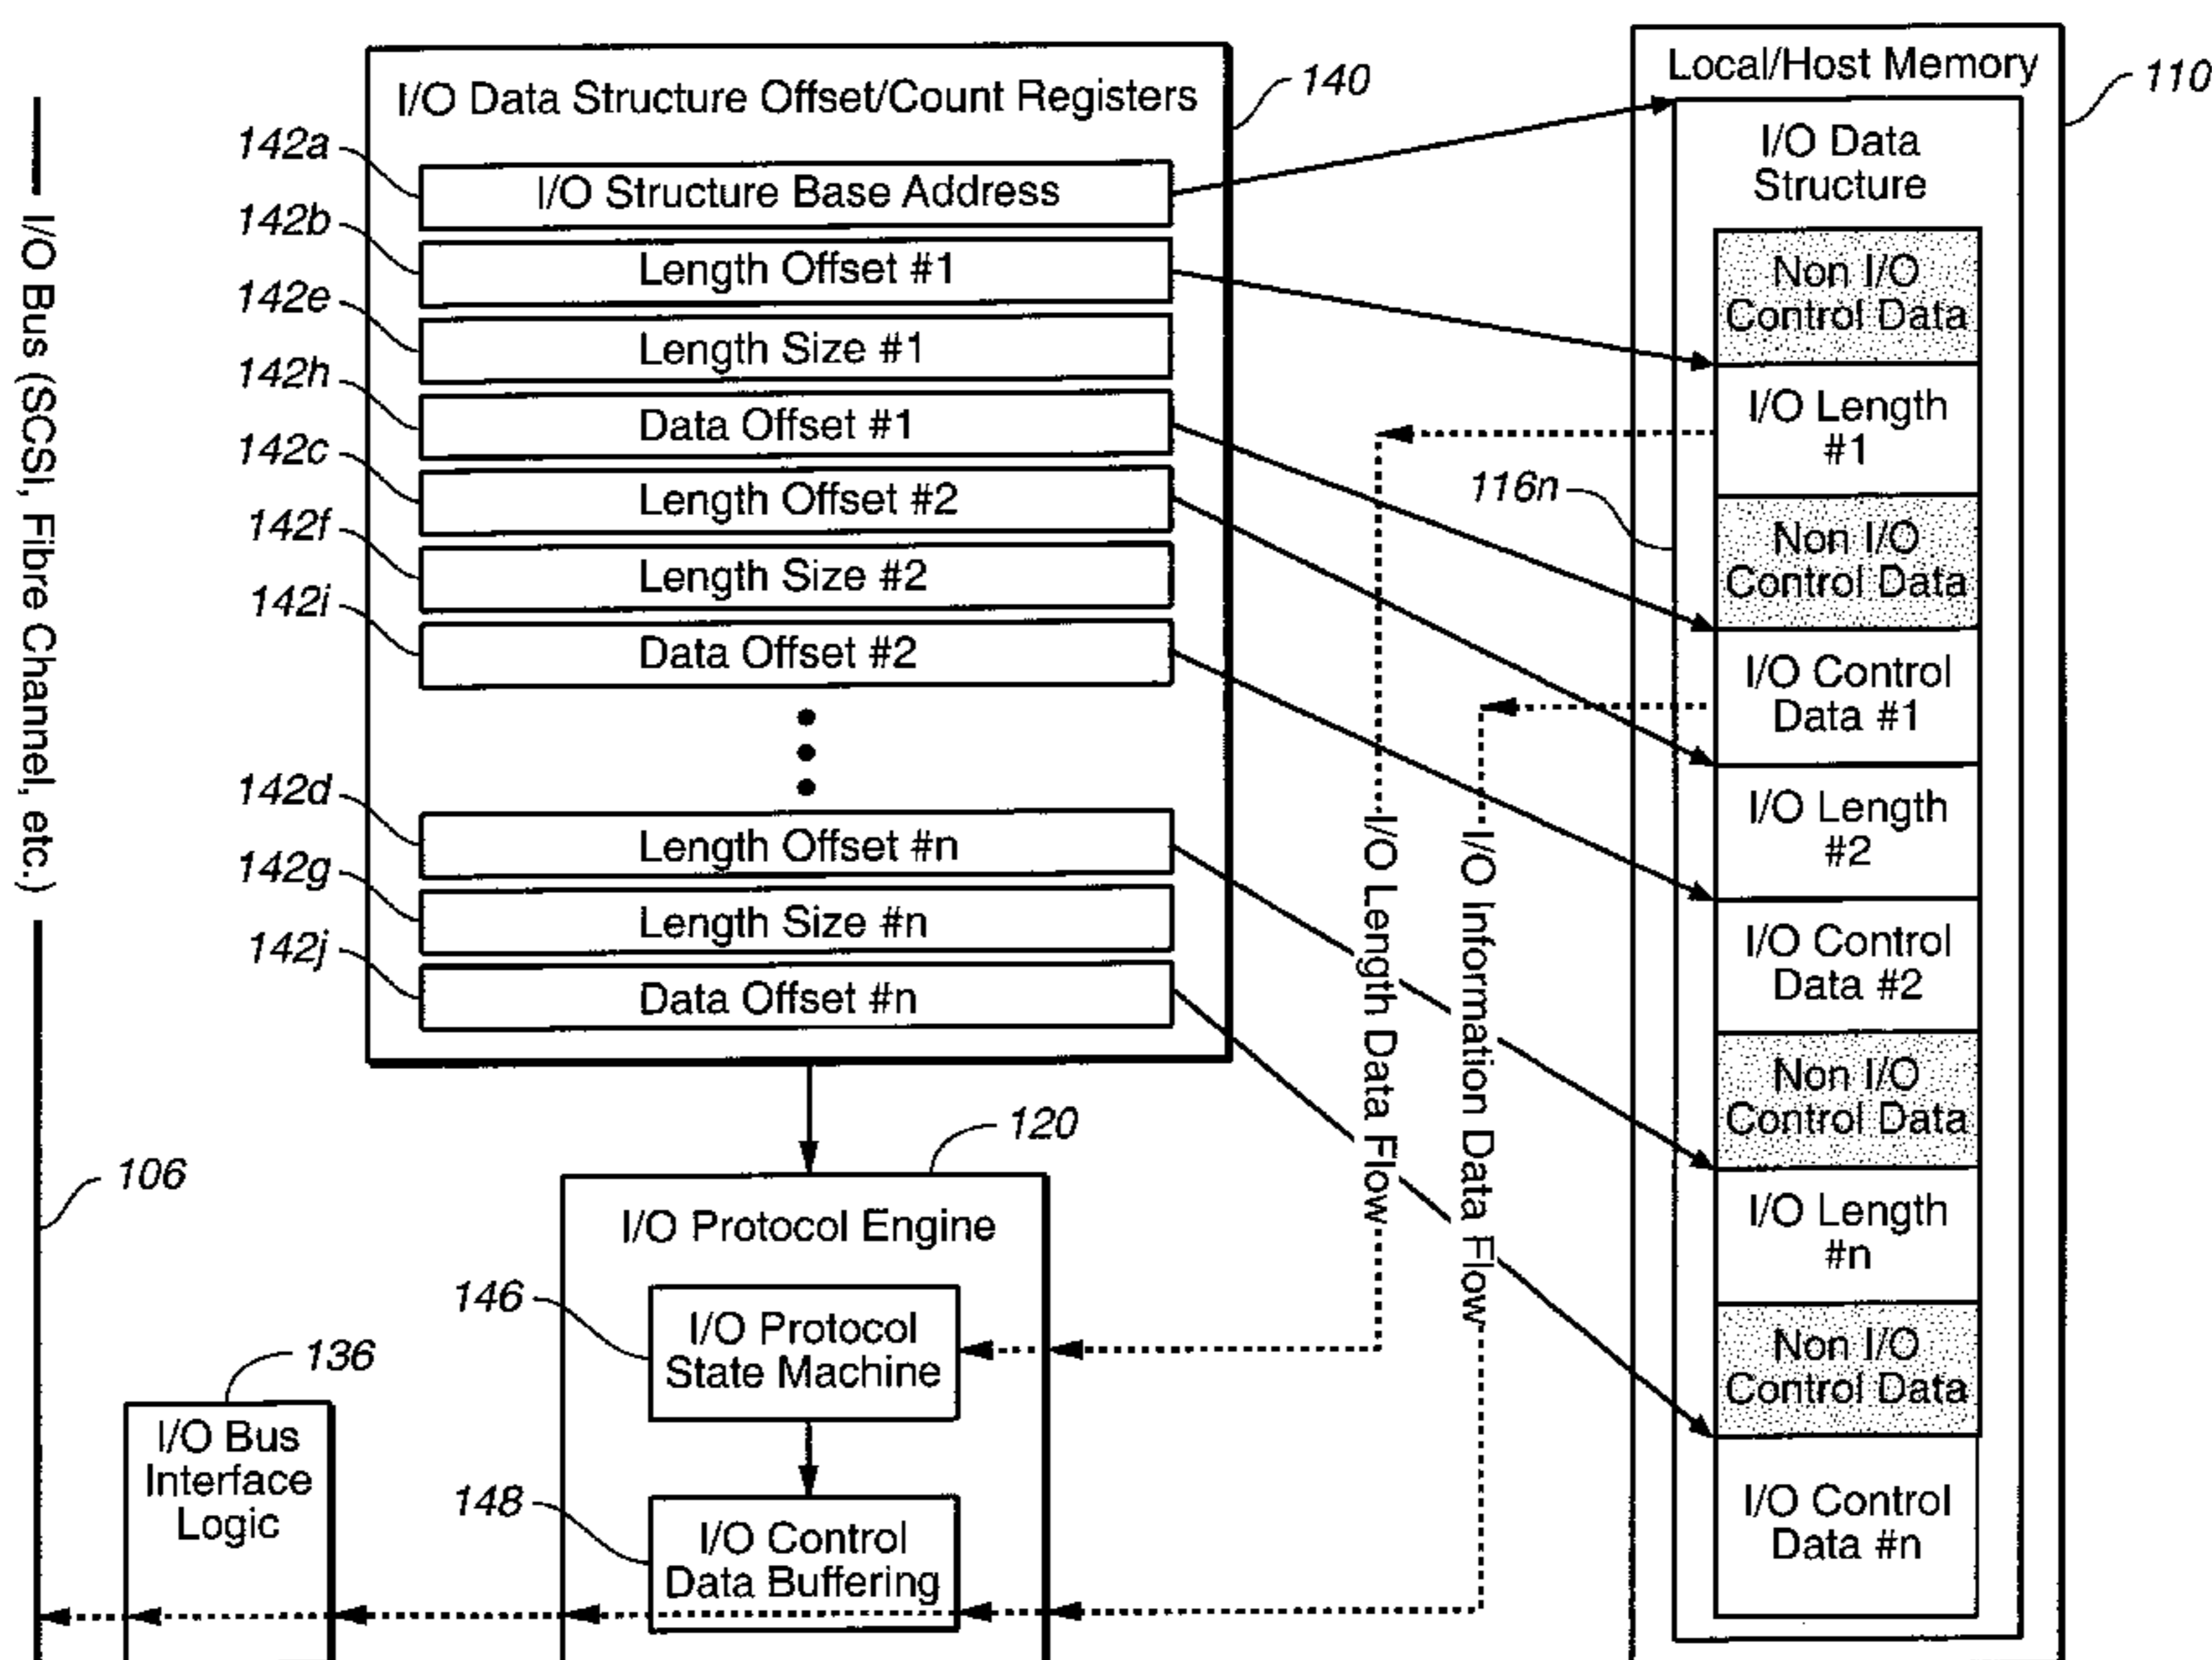 I/O Bus (SCSI, Fibre Channel, etc.)
106
I/O Data Structure Offset/Count Registers
140
142a
I/O Structure Base Address
142b
Length Offset #1
142e
Length Size #1
142h
Data Offset #1
142c
Length Offset #2
142f
Length Size #2
142i
Data Offset #2
142d
Length Offset #n
142g
Length Size #n
142j
Data Offset #n
120
I/O Protocol Engine
146
I/O Protocol
State Machine
148
I/O Control
Data Buffering
136
I/O Bus
Interface
Logic
I/O Length Data Flow
I/O Information Data Flow
Local/Host Memory
110
116n
I/O Data
Structure
Non I/O
Control Data
I/O Length
#1
Non I/O
Control Data
I/O Control
Data #1
I/O Length
#2
I/O Control
Data #2
Non I/O
Control Data
I/O Length
#n
Non I/O
Control Data
I/O Control
Data #n